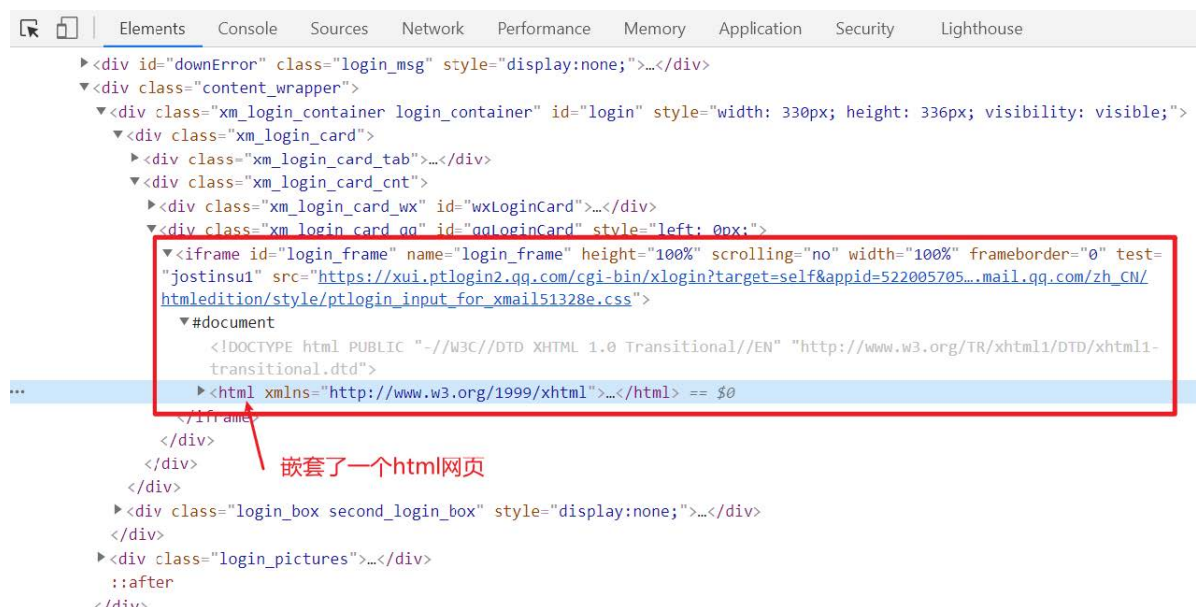 Elements Console Sources Network Performance Memory Application Security Lighthouse
▶<div id="downError" class="login_msg" style="display:none;">…</div>
▼<div class="content_wrapper">
▼<div class="xm_login_container login_container" id="login" style="width: 330px; height: 336px; visibility: visible;">
▼<div class="xm_login_card">
▶<div class="xm_login_card_tab">…</div>
▼<div class="xm_login_card_cnt">
▶<div class="xm_login_card_wx" id="wxLoginCard">…</div>
▼<div class="xm_login_card_qq" id="qqLoginCard" style="left: 0px;">
▼<iframe id="login_frame" name="login_frame" height="100%" scrolling="no" width="100%" frameborder="0" test=
"jostinsu1" src="https://xui.ptlogin2.qq.com/cgi-bin/xlogin?target=self&appid=522005705….mail.qq.com/zh_CN/
htmledition/style/ptlogin_input_for_xmail51328e.css">
▼#document
<!DOCTYPE html PUBLIC "-//W3C//DTD XHTML 1.0 Transitional//EN" "http://www.w3.org/TR/xhtml1/DTD/xhtml1-
transitional.dtd">
… ▶<html xmlns="http://www.w3.org/1999/xhtml">…</html> == $0
</iframe>
</div>
嵌套了一个html网页
</div>
</div>
▶<div class="login_box second_login_box" style="display:none;">…</div>
</div>
▶<div class="login_pictures">…</div>
::after
</div>